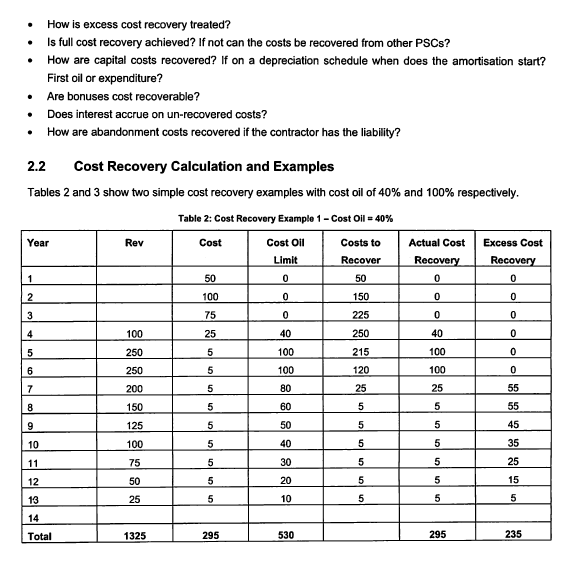 • How is excess cost recovery treated?
• Is full cost recovery achieved? If not can the costs be recovered from other PSCs?
• How are capital costs recovered? If on a depreciation schedule when does the amortisation start?
First oil or expenditure?
• Are bonuses cost recoverable?
• Does interest accrue on un-recovered costs?
• How are abandonment costs recovered if the contractor has the liability?
2.2 Cost Recovery Calculation and Examples
Tables 2 and 3 show two simple cost recovery examples with cost oil of 40% and 100% respectively.
Table 2: Cost Recovery Example 1 – Cost Oil = 40%
Year Rev Cost Cost Oil Costs to Actual Cost Excess Cost
Limit Recover Recovery Recovery
1 50 0 50 0 0
2 100 0 150 0 0
3 75 0 225 0 0
4 100 25 40 250 40 0
5 250 5 100 215 100 0
6 250 5 100 120 100 0
7 200 5 80 25 25 55
8 150 5 60 5 5 55
9 125 5 50 5 5 45
10 100 5 40 5 5 35
11 75 5 30 5 5 25
12 50 5 20 5 5 15
13 25 5 10 5 5 5
14
Total 1325 295 530 295 235